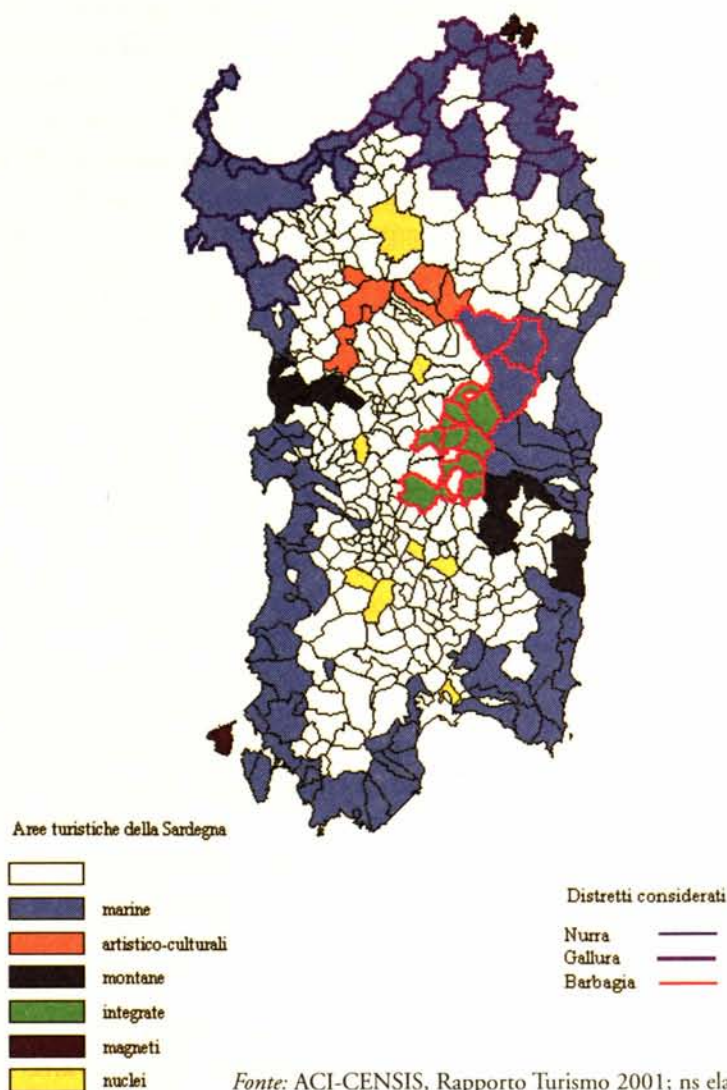 Aree turistiche della Sardegna
marine
artistico-culturali
montane
integrate
magneti
nuclei
Distretti considerati
Nurra
Gallura
Barbagia
Fonte: ACI-CENSIS, Rapporto Turismo 2001; ns